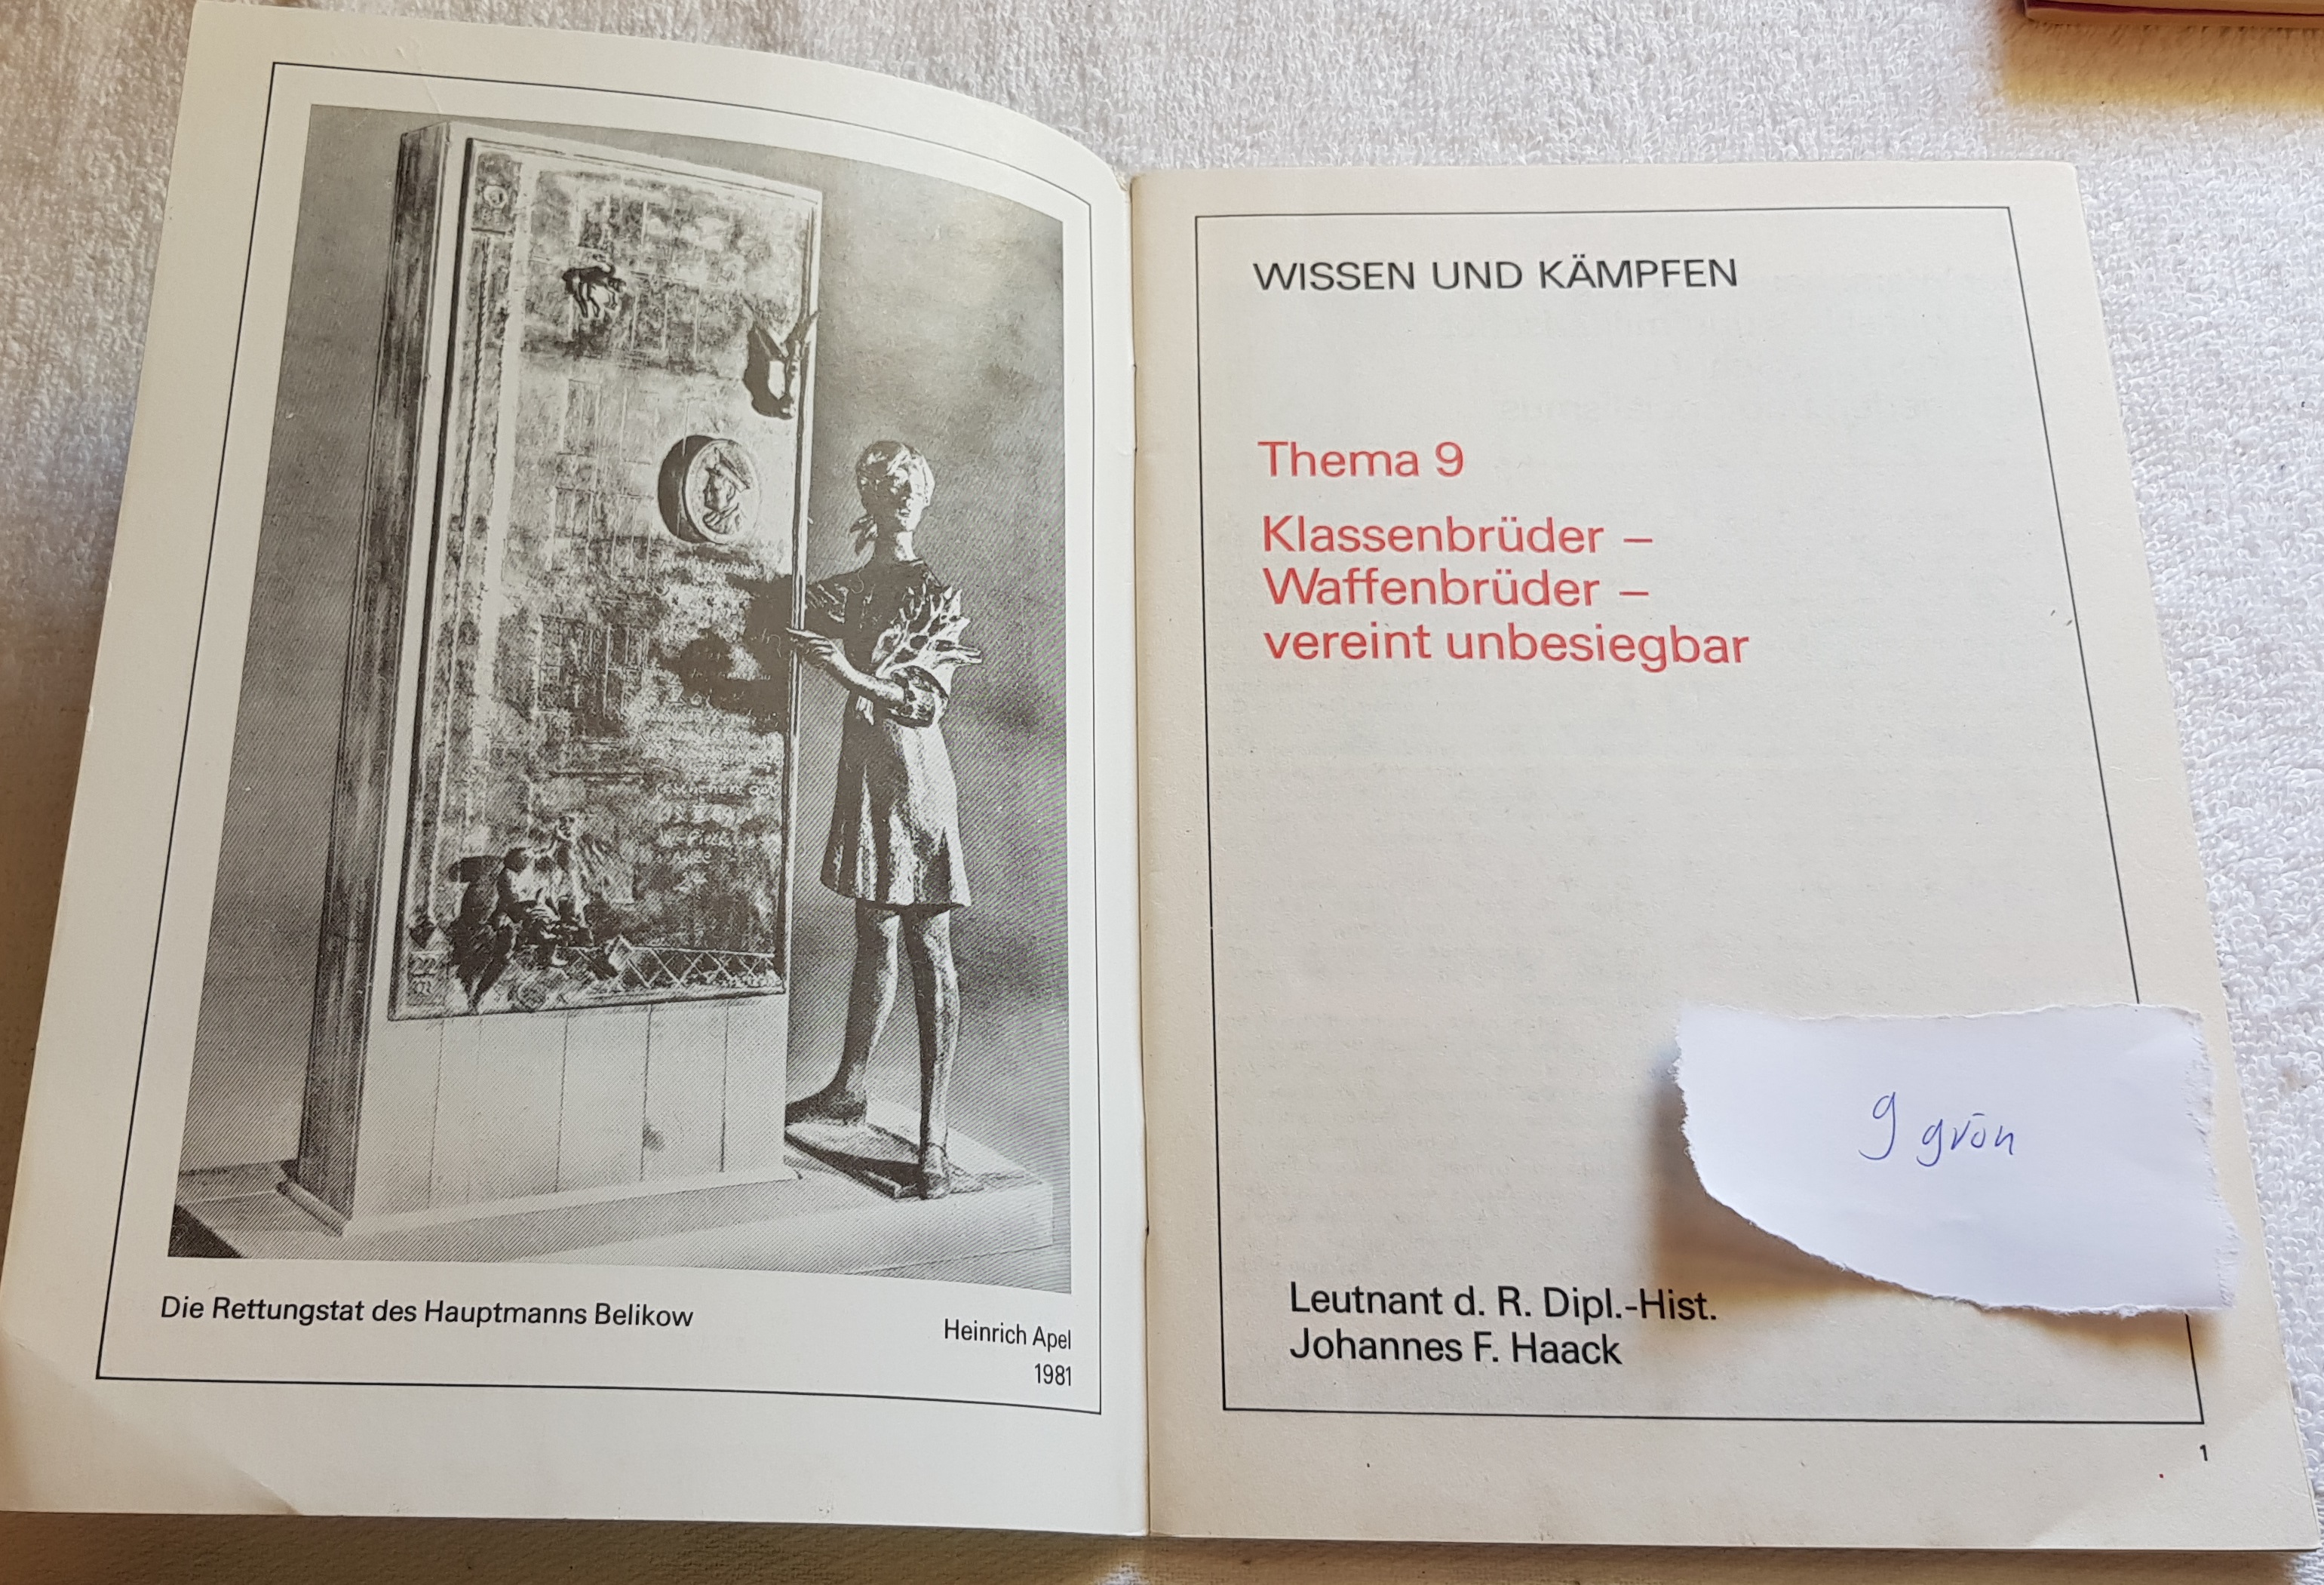 Die Rettungstat des Hauptmanns Belikow
Heinrich Apel
1981
WISSEN UND KÄMPFEN
Thema 9
Klassenbrüder –
Waffenbrüder –
vereint unbesiegbar
9 grön
Leutnant d. R. Dipl.-Hist.
Johannes F. Haack
1